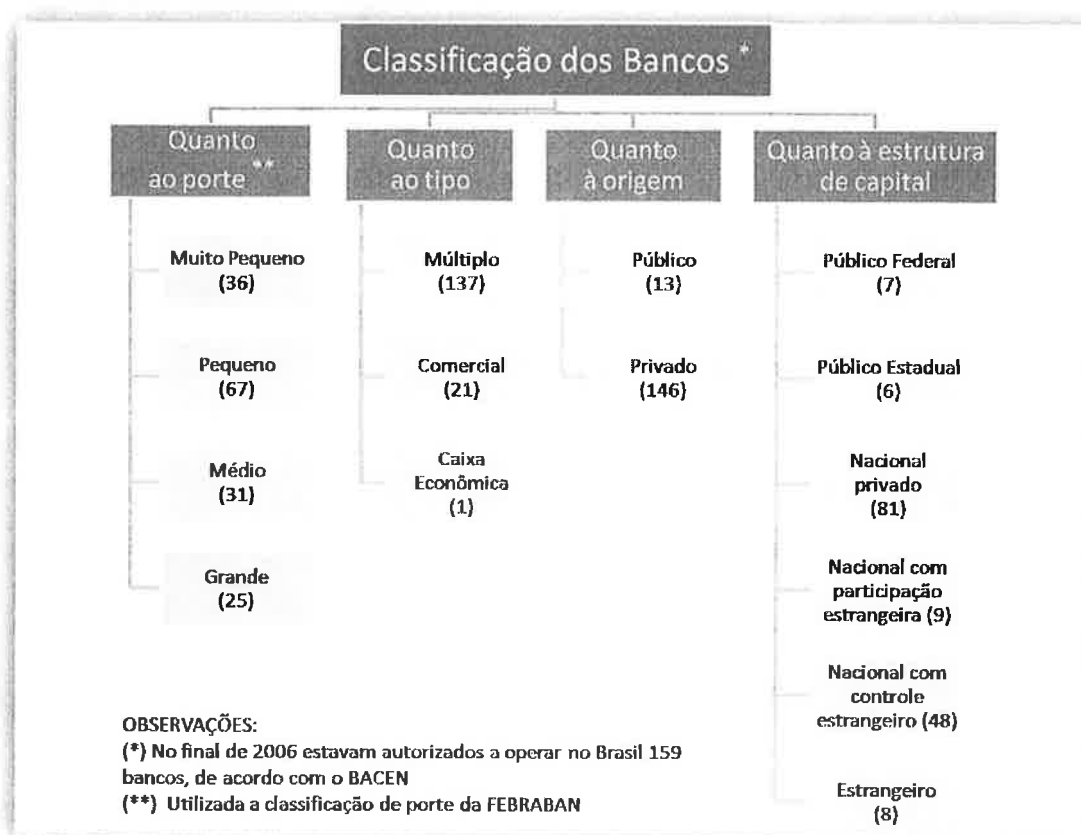 Classificação dos Bancos *
Quanto
ao porte **
Quanto
ao tipo
Quanto
à origem
Quanto à estrutura
de capital
Muito Pequeno
(36)
Pequeno
(67)
Médio
(31)
Grande
(25)
Múltiplo
(137)
Comercial
(21)
Caixa
Econômica
(1)
Público
(13)
Privado
(146)
Público Federal
(7)
Público Estadual
(6)
Nacional
privado
(81)
Nacional com
participação
estrangeira (9)
Nacional com
controle
estrangeiro (48)
Estrangeiro
(8)
OBSERVAÇÕES:
(*) No final de 2006 estavam autorizados a operar no Brasil 159
bancos, de acordo com o BACEN
(**) Utilizada a classificação de porte da FEBRABAN